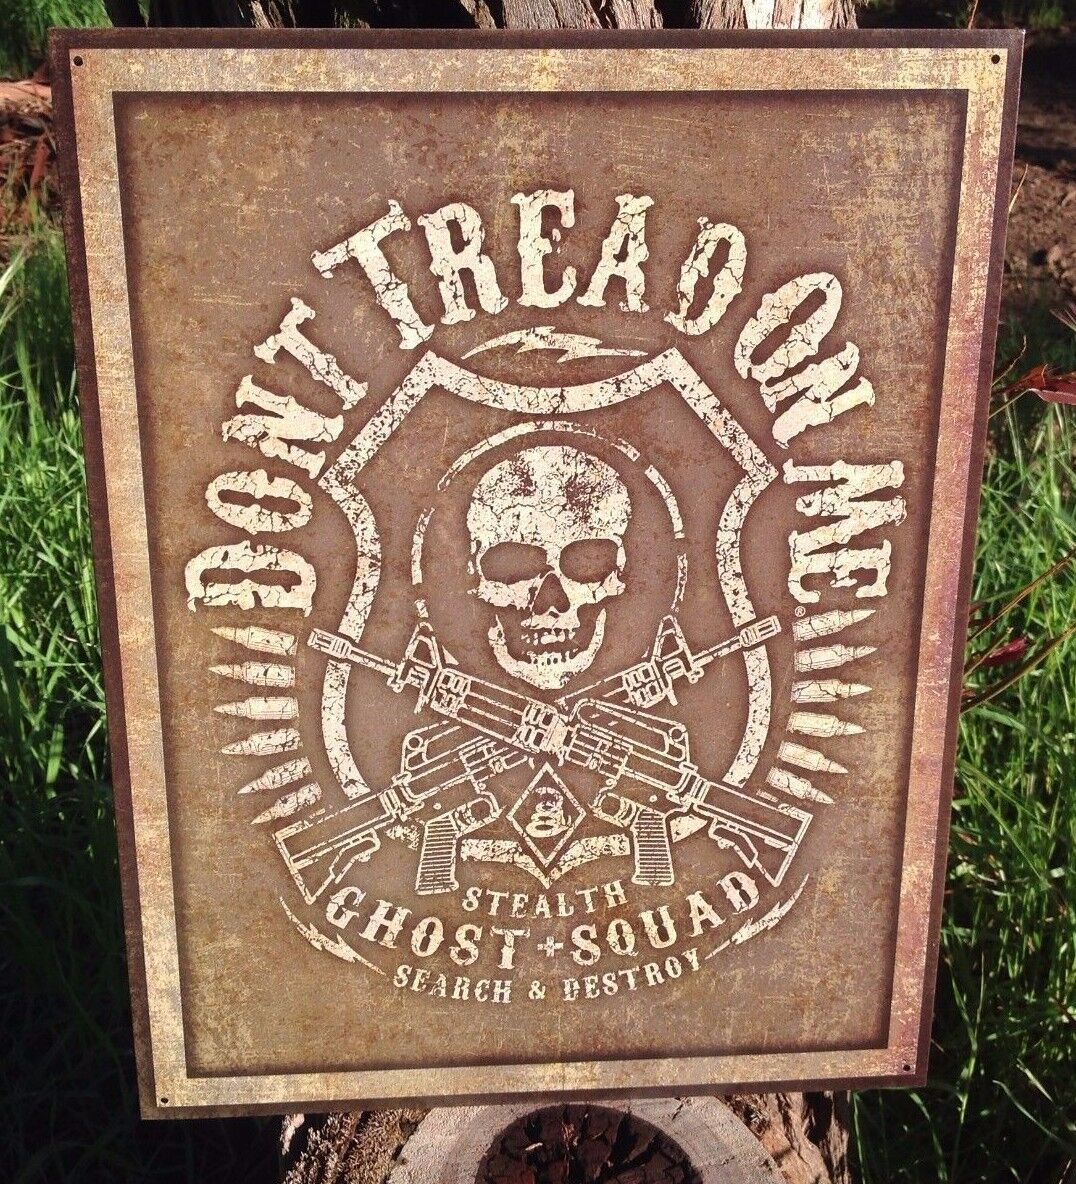 DONT TREAD ON ME
®
STEALTH
GHOST + SQUAD
SEARCH & DESTROY